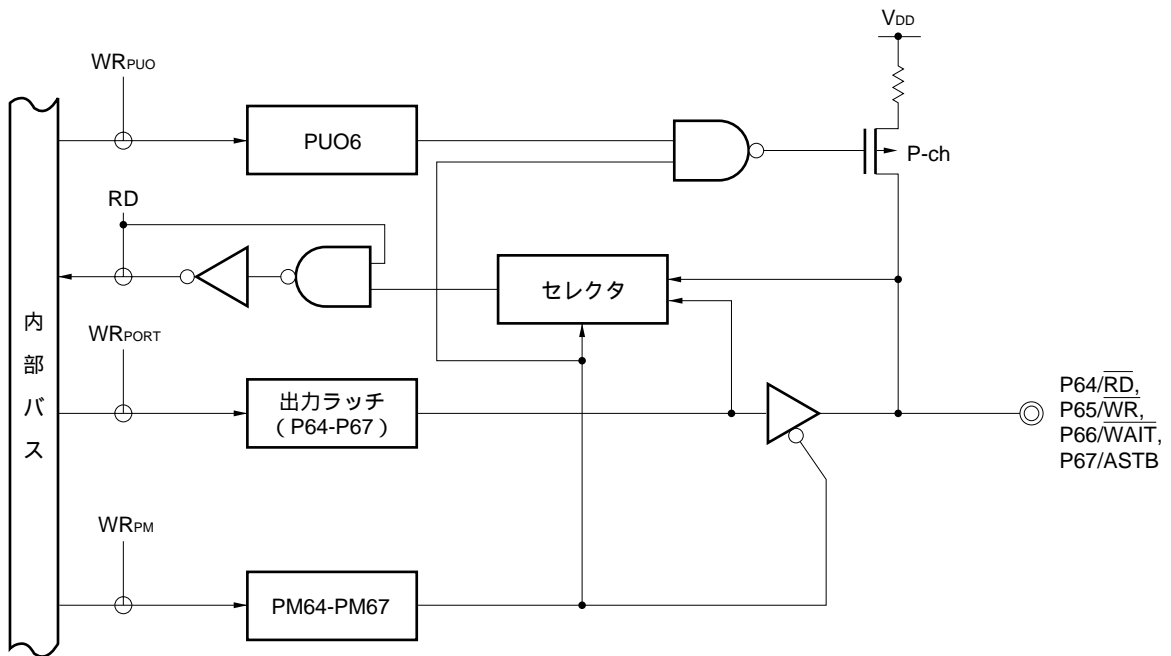 VDD
WRPUO
PUO6
P-ch
RD
セレクタ
内部バス
WRPORT
出力ラッチ
(P64-P67)
P64/RD,
P65/WR,
P66/WAIT,
P67/ASTB
WRPM
PM64-PM67